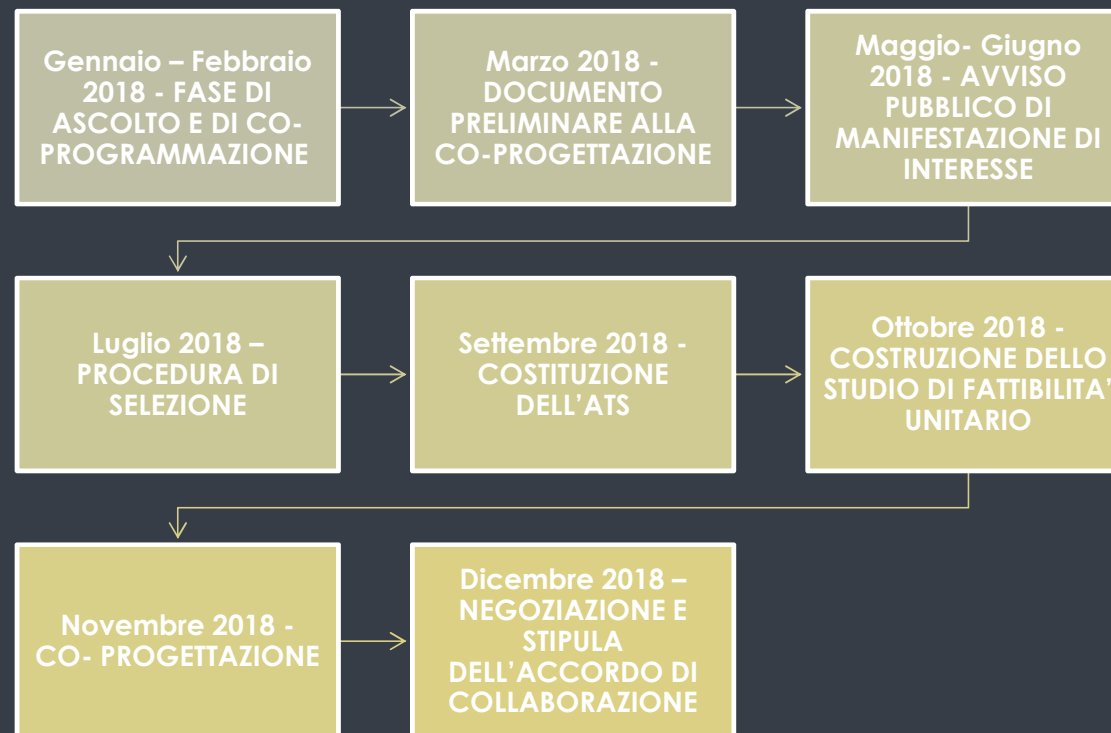 Gennaio – Febbraio
2018 - FASE DI
ASCOLTO E DI CO-
PROGRAMMAZIONE
Marzo 2018 -
DOCUMENTO
PRELIMINARE ALLA
CO-PROGETTAZIONE
Maggio- Giugno
2018 - AVVISO
PUBBLICO DI
MANIFESTAZIONE DI
INTERESSE
Luglio 2018 –
PROCEDURA DI
SELEZIONE
Settembre 2018 -
COSTITUZIONE
DELL’ATS
Ottobre 2018 -
COSTRUZIONE DELLO
STUDIO DI FATTIBILITA’
UNITARIO
Novembre 2018 -
CO- PROGETTAZIONE
Dicembre 2018 –
NEGOZIAZIONE E
STIPULA
DELL’ACCORDO DI
COLLABORAZIONE